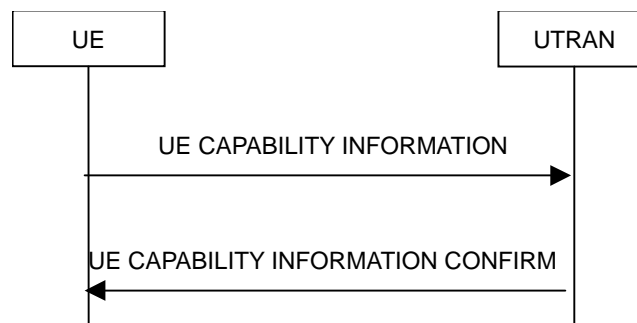 UE
UTRAN
UE CAPABILITY INFORMATION
UE CAPABILITY INFORMATION CONFIRM